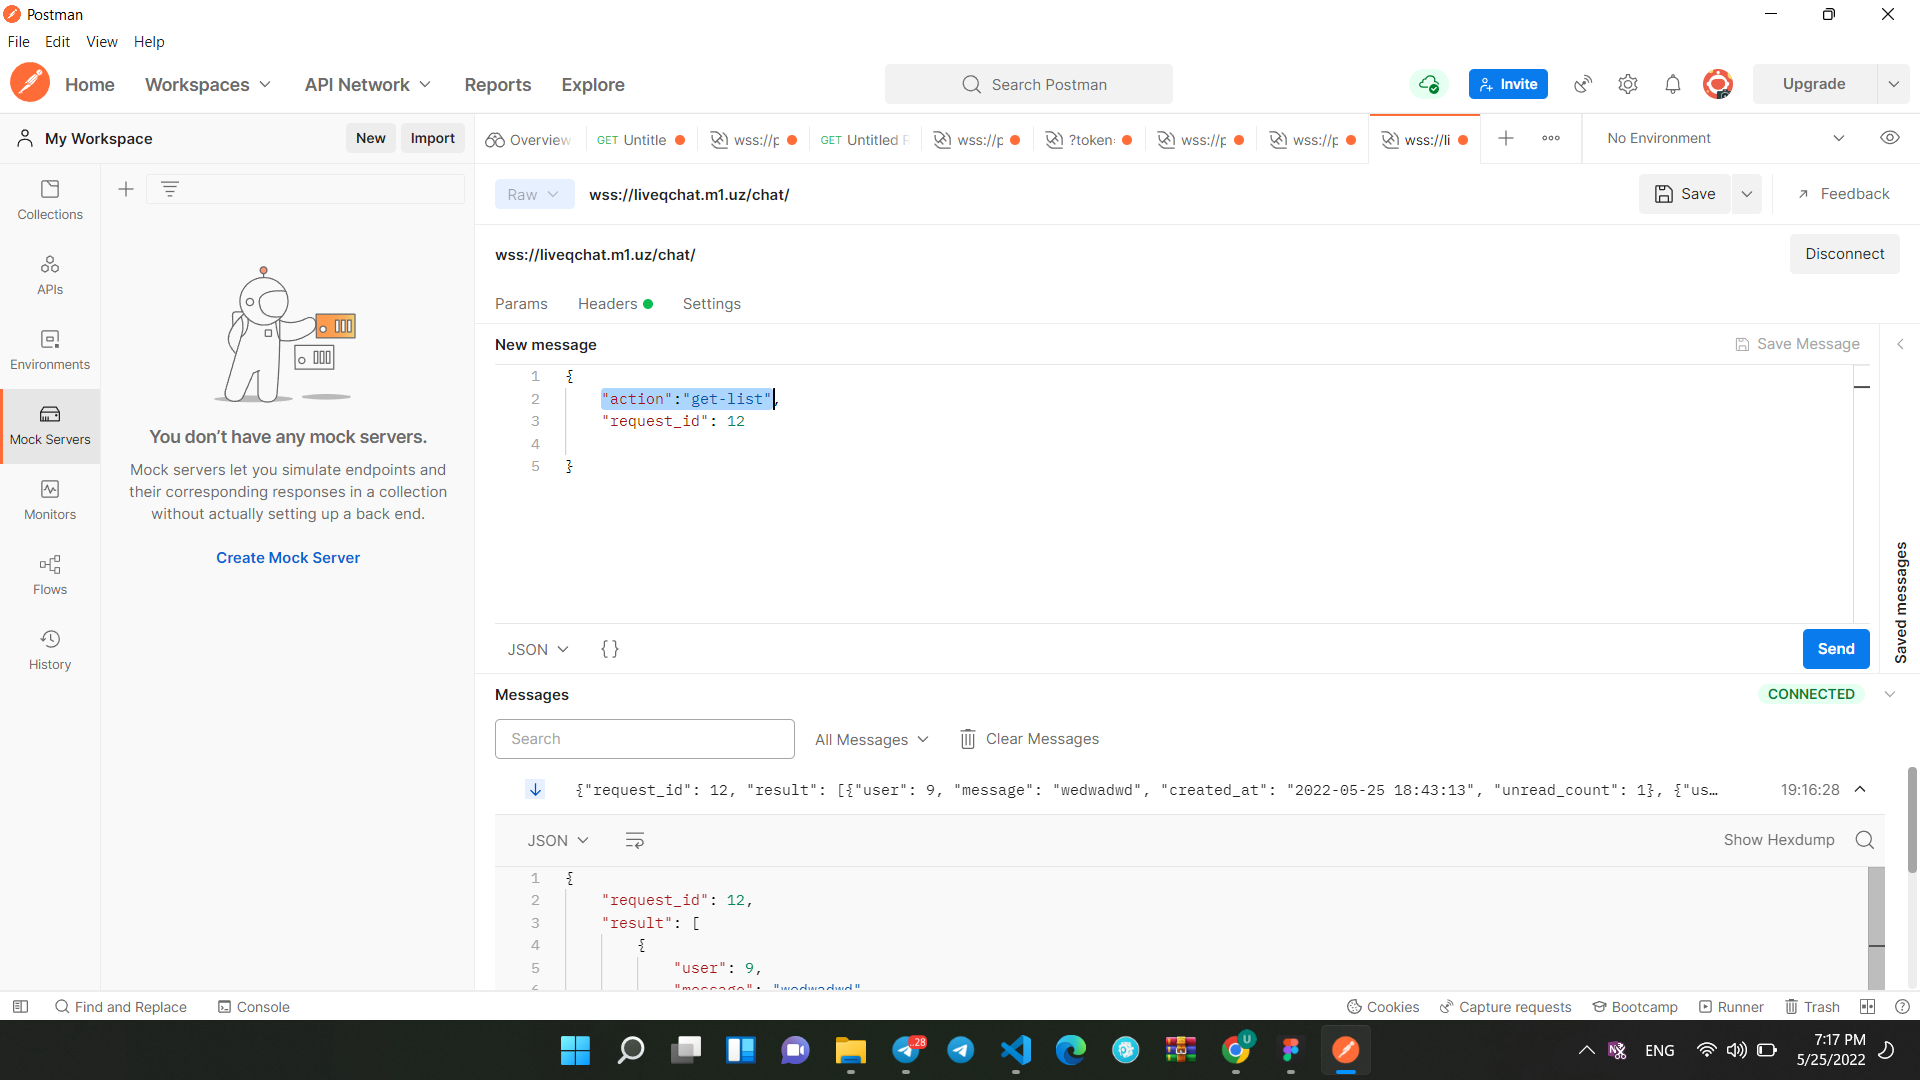 Postman
File Edit View Help
Home Workspaces API Network Reports Explore Search Postman Invite Upgrade
My Workspace New Import
Overview GET Untitle wss://p GET Untitled R wss://p ?token: wss://p wss://p wss://li No Environment
Collections
APIs
Environments
Mock Servers
Monitors
Flows
History
You don’t have any mock servers.
Mock servers let you simulate endpoints and
their corresponding responses in a collection
without actually setting up a back end.
Create Mock Server
Raw wss://liveqchat.m1.uz/chat/ Save Feedback
wss://liveqchat.m1.uz/chat/ Disconnect
Params Headers Settings
New message Save Message
1 {
2 "action":"get-list",
3 "request_id": 12
4
5 }
Saved messages
JSON {} Send
Messages CONNECTED
Search All Messages Clear Messages
{"request_id": 12, "result": [{"user": 9, "message": "wedwadwd", "created_at": "2022-05-25 18:43:13", "unread_count": 1}, {"us… 19:16:28
JSON Show Hexdump
1 {
2 "request_id": 12,
3 "result": [
4 {
5 "user": 9,
6 "message": "wedwadwd"
Find and Replace Console Cookies Capture requests Bootcamp Runner Trash
..28 U ENG 7:17 PM
5/25/2022